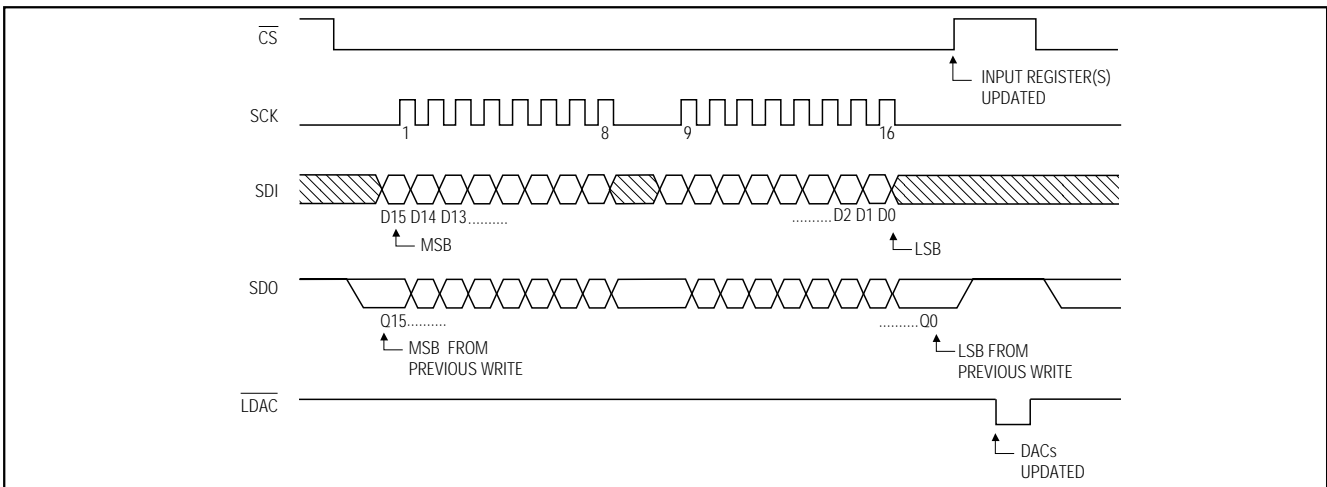 CS
INPUT REGISTER(S)
UPDATED
SCK
1 8 9 16
SDI
D15 D14 D13.......... ..........D2 D1 D0
MSB LSB
SDO
Q15.......... ..........Q0
MSB FROM
PREVIOUS WRITE
LSB FROM
PREVIOUS WRITE
LDAC
DACs
UPDATED